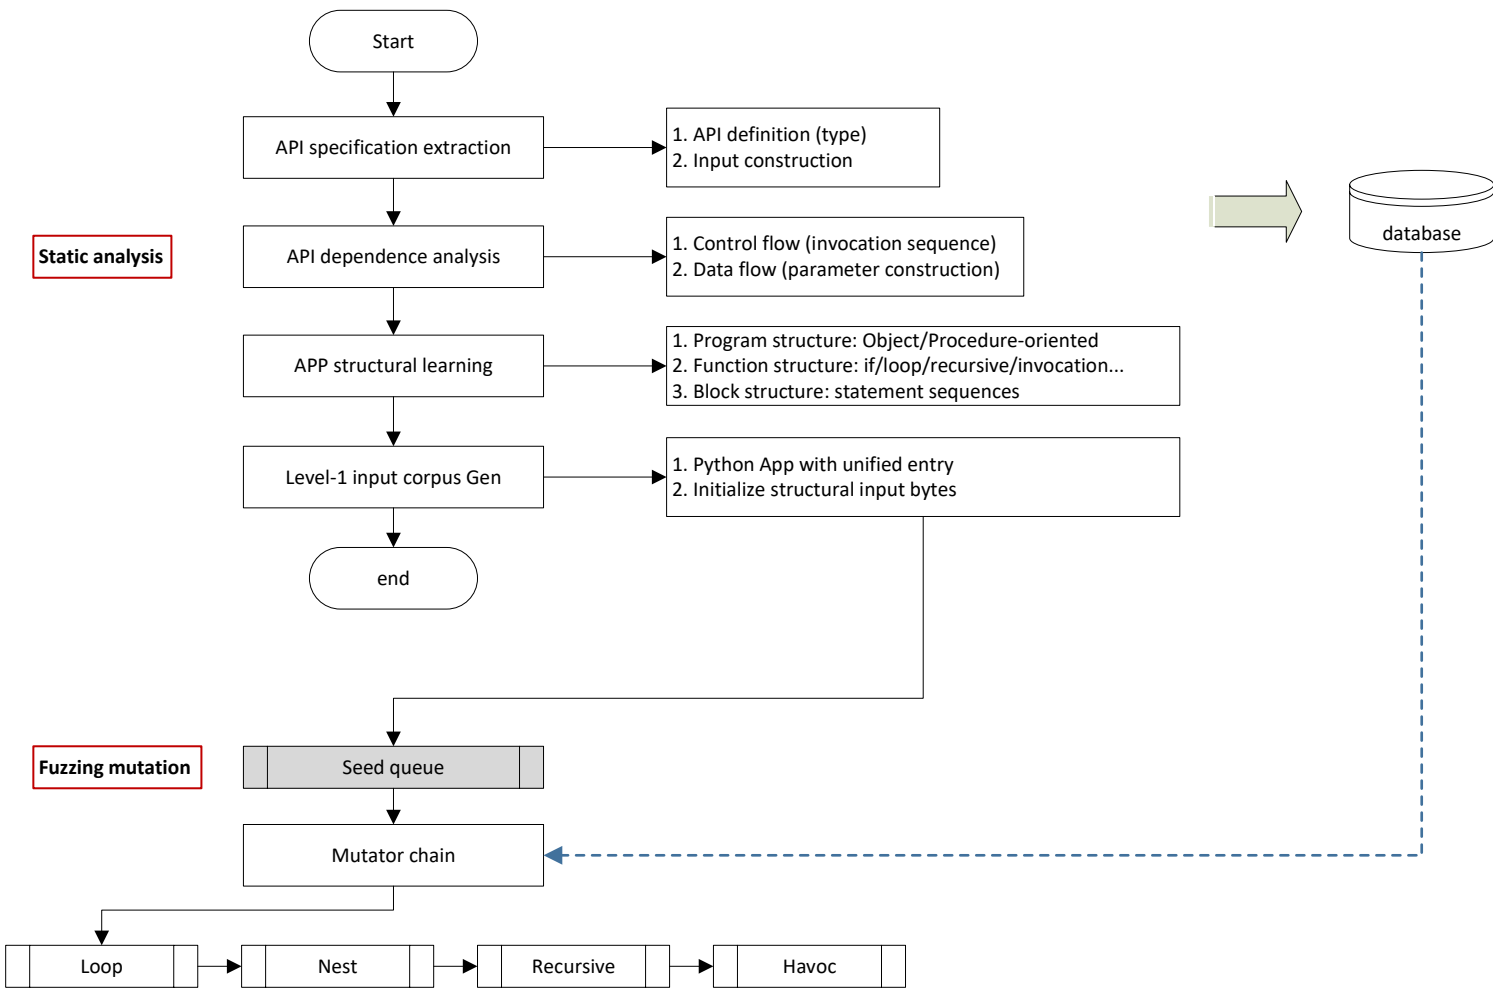 Start
API specification extraction
1. API definition (type)
2. Input construction
Static analysis
API dependence analysis
1. Control flow (invocation sequence)
2. Data flow (parameter construction)
database
APP structural learning
1. Program structure: Object/Procedure-oriented
2. Function structure: if/loop/recursive/invocation...
3. Block structure: statement sequences
Level-1 input corpus Gen
1. Python App with unified entry
2. Initialize structural input bytes
end
Fuzzing mutation
Seed queue
Mutator chain
Loop
Nest
Recursive
Havoc